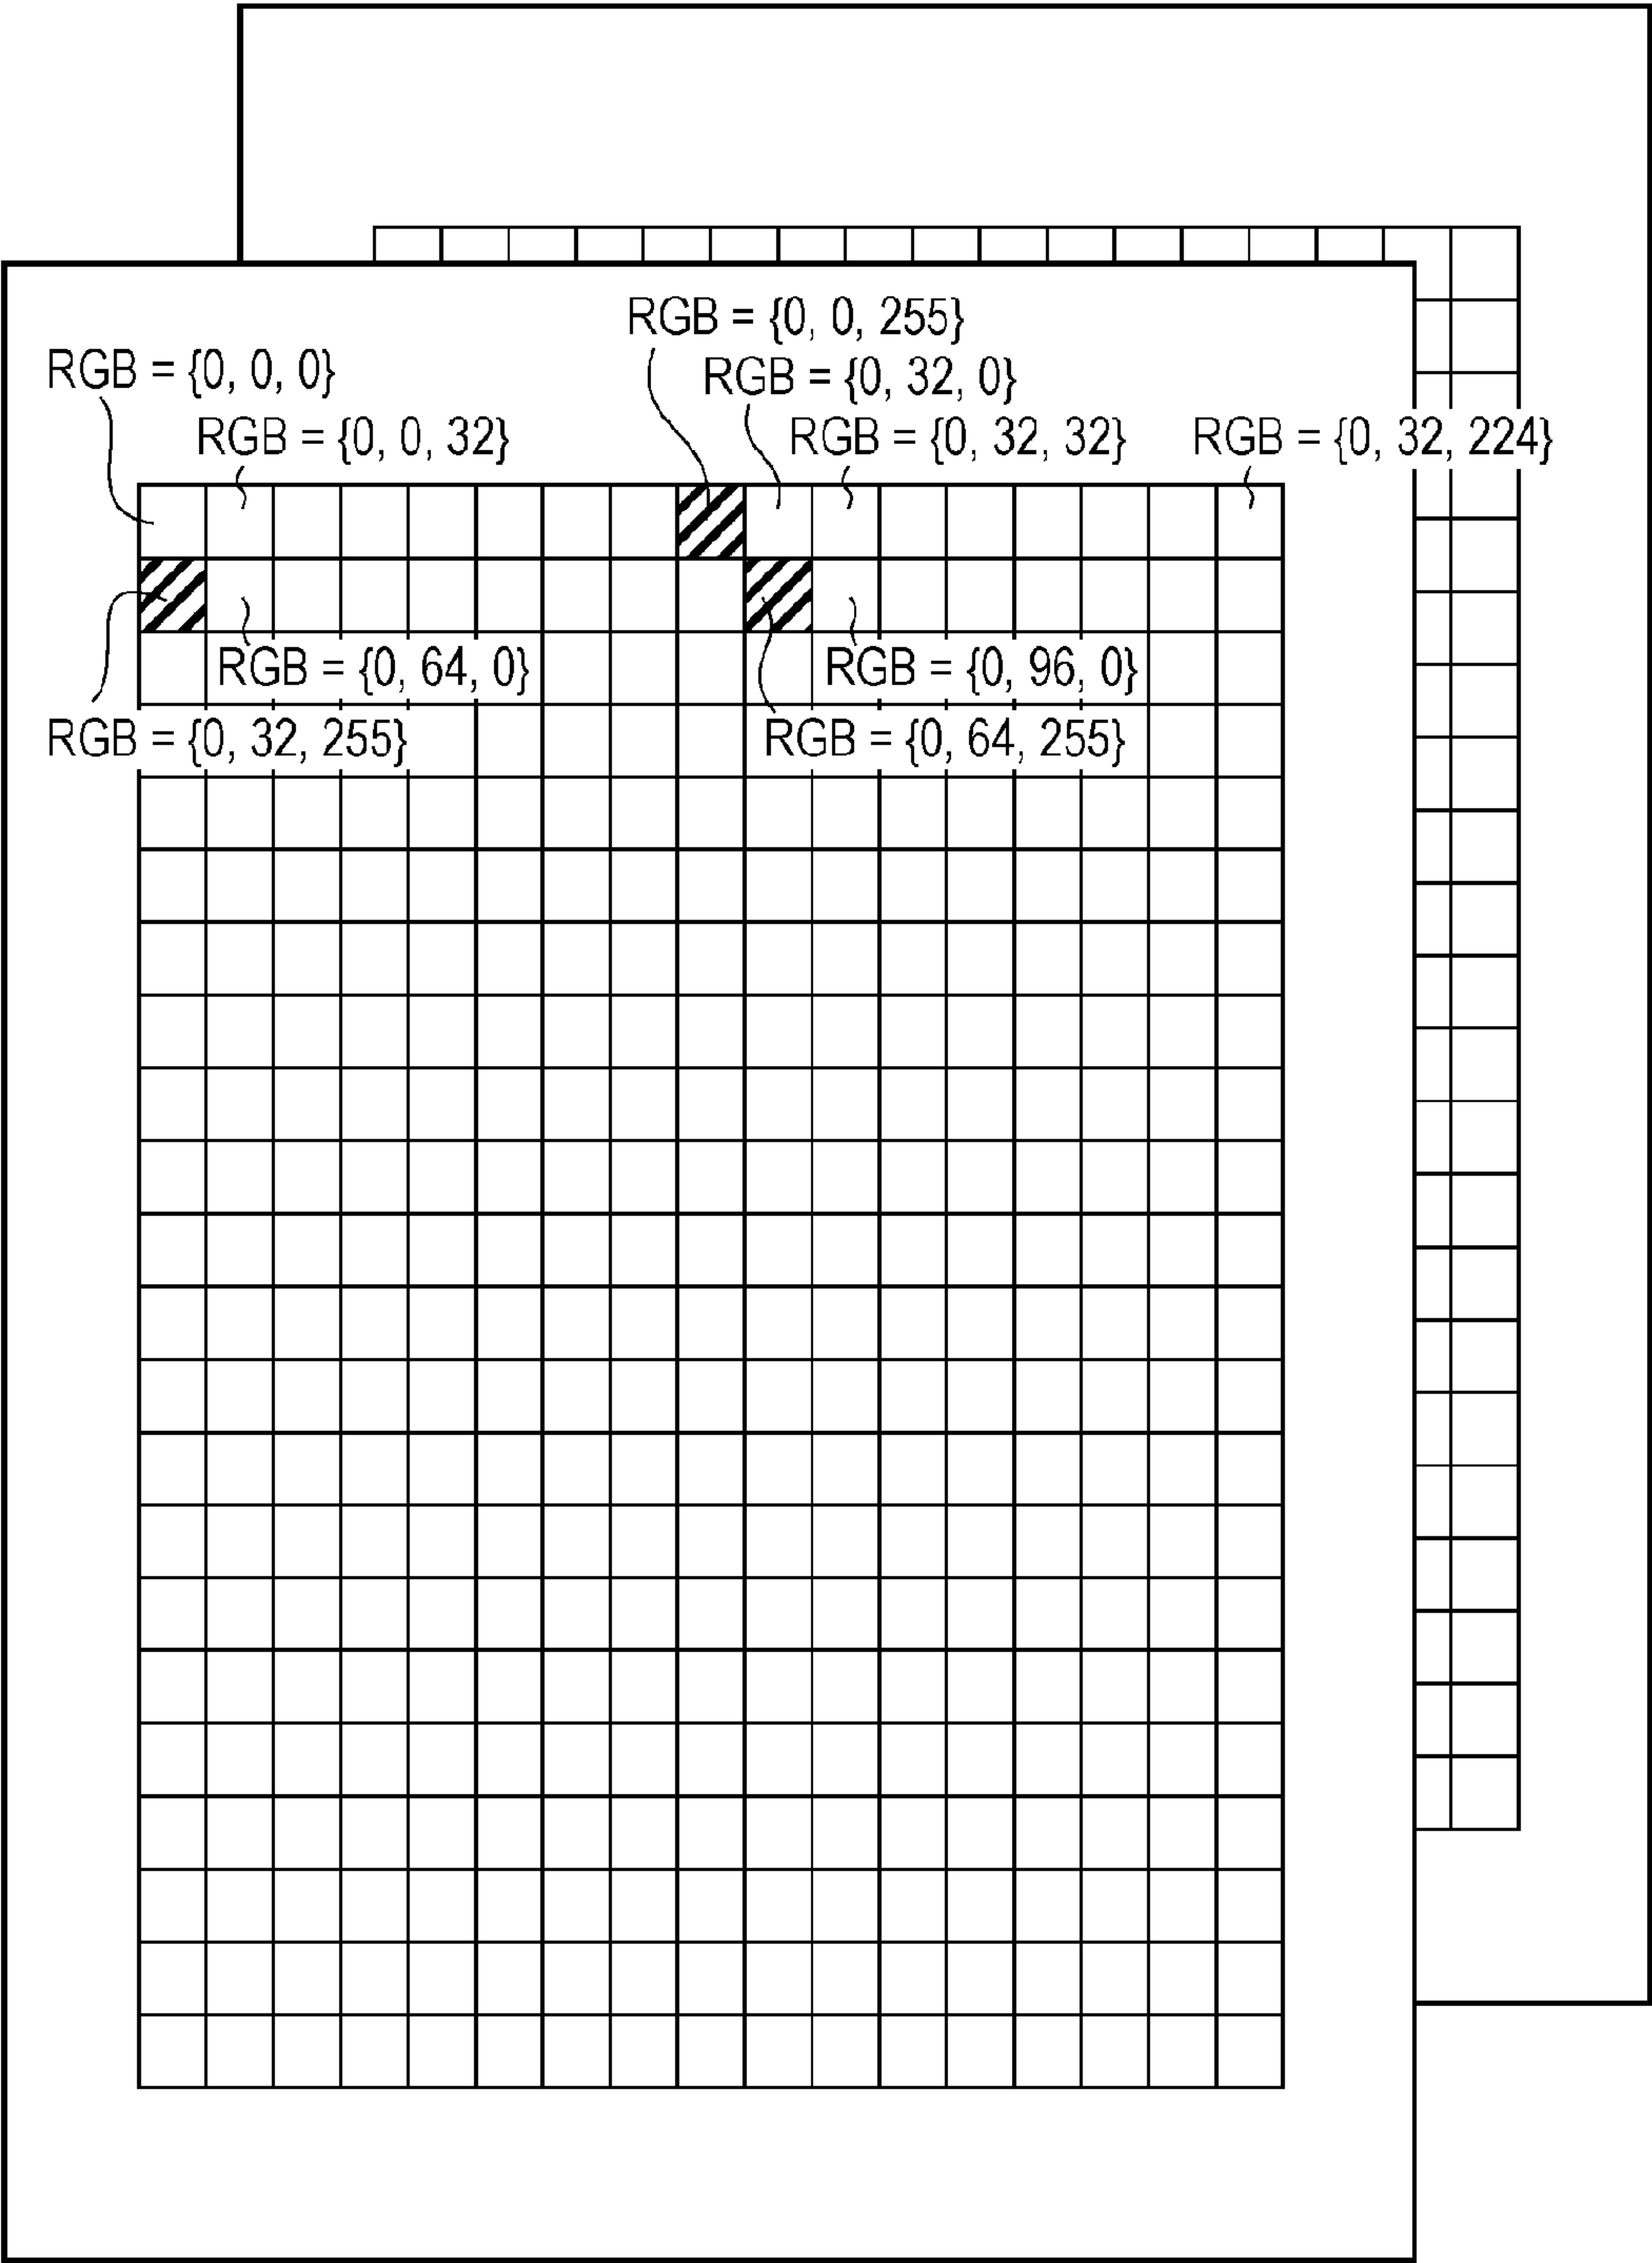 RGB = {0, 0, 255}
RGB = {0, 0, 0}
RGB = {0, 32, 0}
RGB = {0, 0, 32}
RGB = {0, 32, 32}
RGB = {0, 32, 224}
RGB = {0, 64, 0}
RGB = {0, 96, 0}
RGB = {0, 32, 255}
RGB = {0, 64, 255}